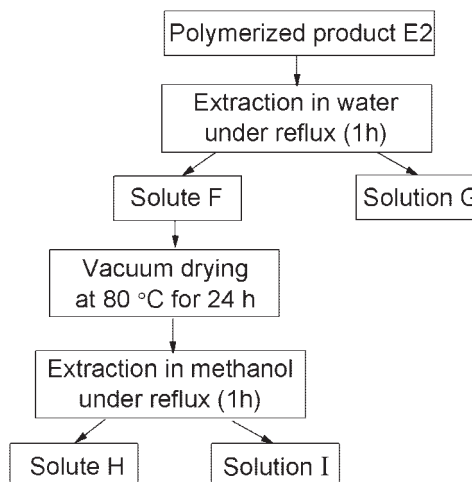 Polymerized product E2
Extraction in water
under reflux (1h)
Solute F
Solution G
Vacuum drying
at 80 °C for 24 h
Extraction in methanol
under reflux (1h)
Solute H
Solution I